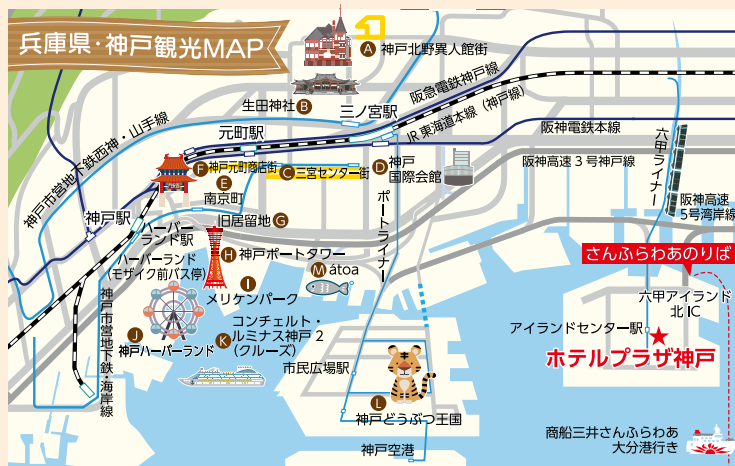 兵庫県・神戸観光MAP
A 神戸北野異人館街
生田神社 B
三ノ宮駅
阪急電鉄神戸線
JR東海道本線（神戸線）
元町駅
阪神電鉄本線
六甲ライナー
神戸市営地下鉄西神・山手線
F 神戸元町商店街
C 三宮センター街
D 神戸
国際会館
阪神高速3号神戸線
E
南京町
阪神高速
5号湾岸線
神戸駅
旧居留地 G
ポートライナー
ハーバー
ランド駅
H 神戸ポートタワー
さんふらわあのりば
ハーバーランド
（モザイク前バス停）
M átoa
I
メリケンパーク
六甲アイランド
北IC
神戸市営地下鉄・海岸線
J
神戸ハーバーランド
K コンチェルト・
ルミナス神戸2
（クルーズ）
アイランドセンター駅
ホテルプラザ神戸
市民広場駅
L
神戸どうぶつ王国
神戸空港
商船三井さんふらわあ
大分港行き